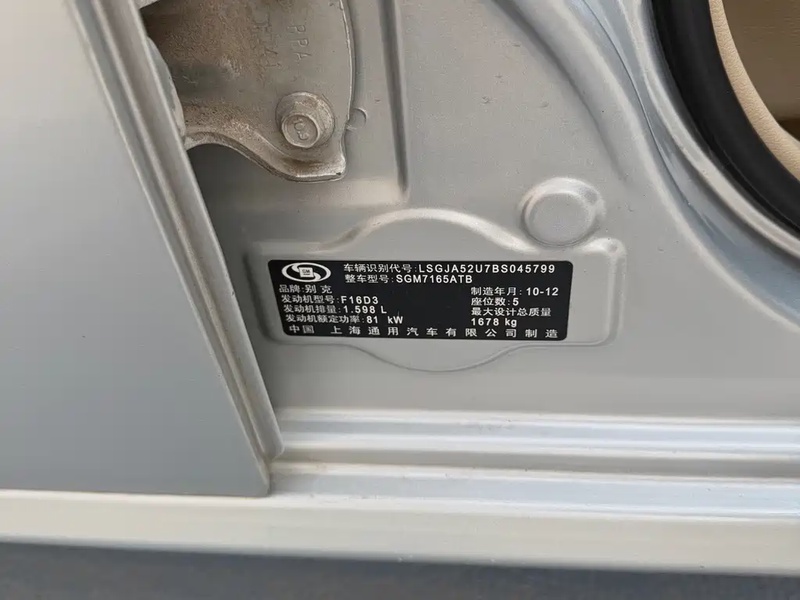 PPA
3
GM
车辆识别代号:LSGJA52U7BS045799
整车型号:SGM7165ATB
品牌:别克
制造年月:10-12
发动机型号:F16D3
座位数:5
发动机排量:1.598 L
最大设计总质量
发动机额定功率:81 kW
1678 kg
中国 上海通用汽车有限公司制造